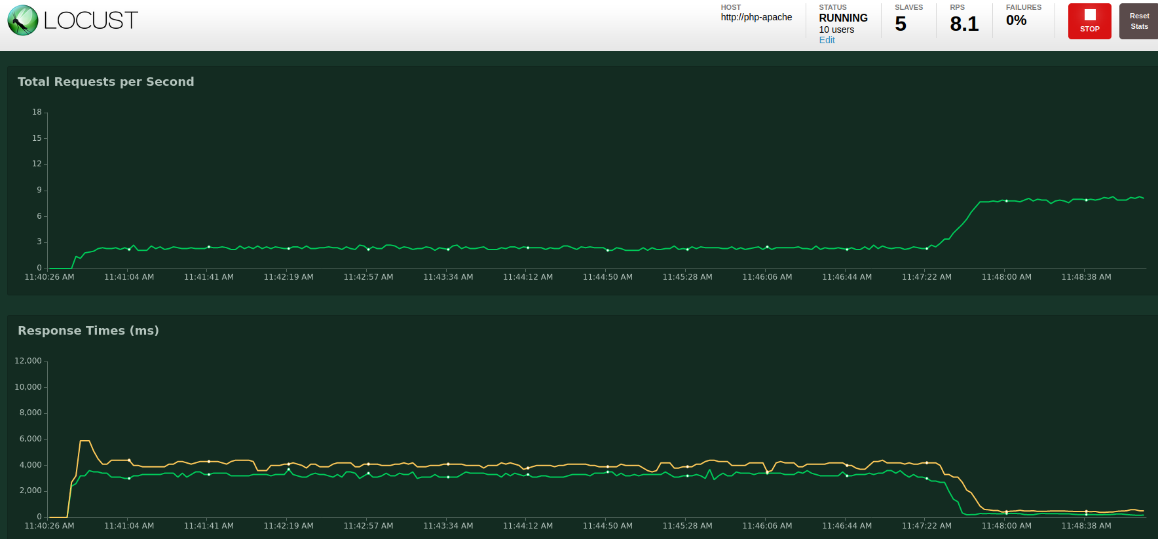 LOCUST
HOST
http://php-apache
STATUS
RUNNING
10 users
Edit
SLAVES
5
RPS
8.1
FAILURES
0%
STOP
Reset
Stats
Total Requests per Second
18
15
12
9
6
3
0
11:40:26 AM 11:41:04 AM 11:41:41 AM 11:42:19 AM 11:42:57 AM 11:43:34 AM 11:44:12 AM 11:44:50 AM 11:45:28 AM 11:46:06 AM 11:46:44 AM 11:47:22 AM 11:48:00 AM 11:48:38 AM
Response Times (ms)
12,000
10,000
8,000
6,000
4,000
2,000
0
11:40:26 AM 11:41:04 AM 11:41:41 AM 11:42:19 AM 11:42:57 AM 11:43:34 AM 11:44:12 AM 11:44:50 AM 11:45:28 AM 11:46:06 AM 11:46:44 AM 11:47:22 AM 11:48:00 AM 11:48:38 AM